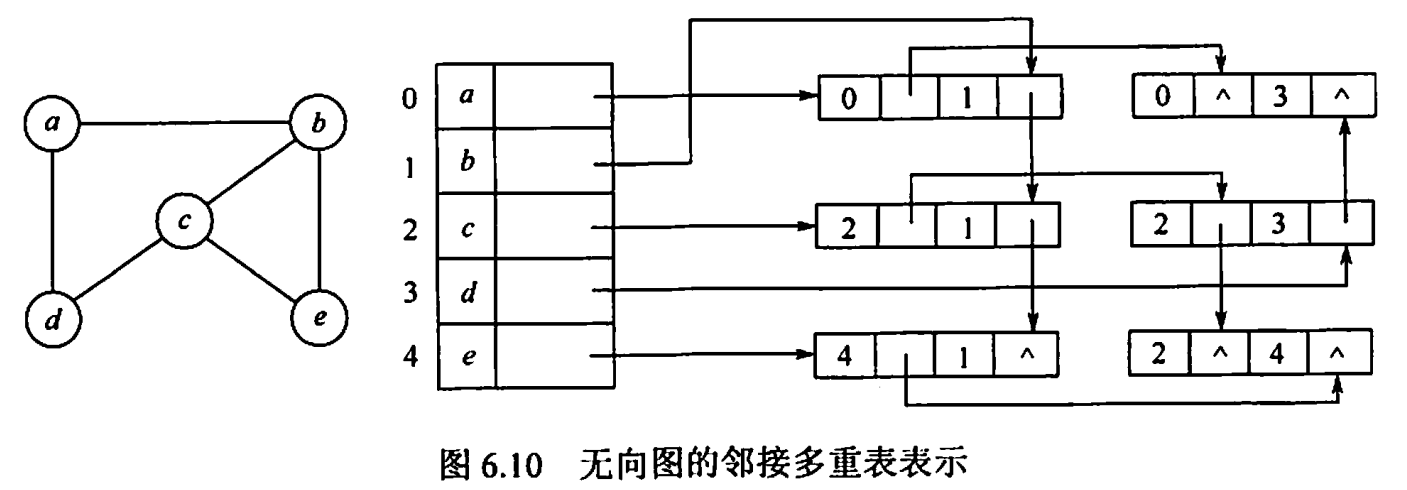 a b
c
d e
0 a 0 1 0 ^ 3 ^
1 b
2 c 2 1 2 3
3 d
4 e 4 1 ^ 2 ^ 4 ^
图 6.10 无向图的邻接多重表表示